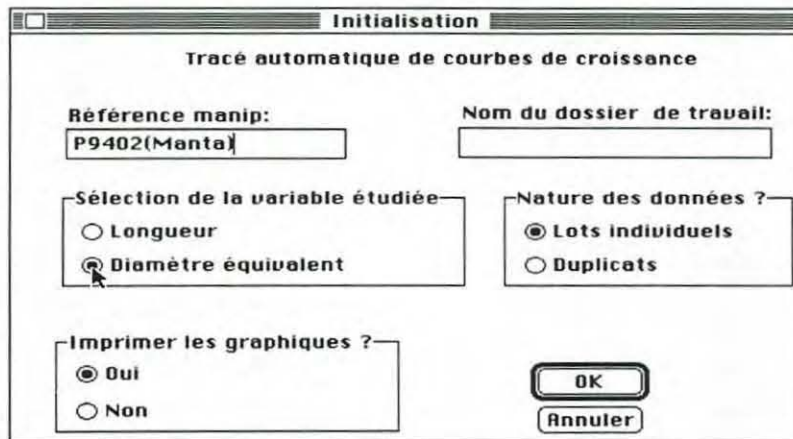 Initialisation
Tracé automatique de courbes de croissance
Référence manip:
P9402(Manta)
Nom du dossier de travail:
Sélection de la variable étudiée
Longueur
Diamètre équivalent
Nature des données ?
Lots individuels
Duplicats
Imprimer les graphiques ?
Oui
Non
OK
Annuler